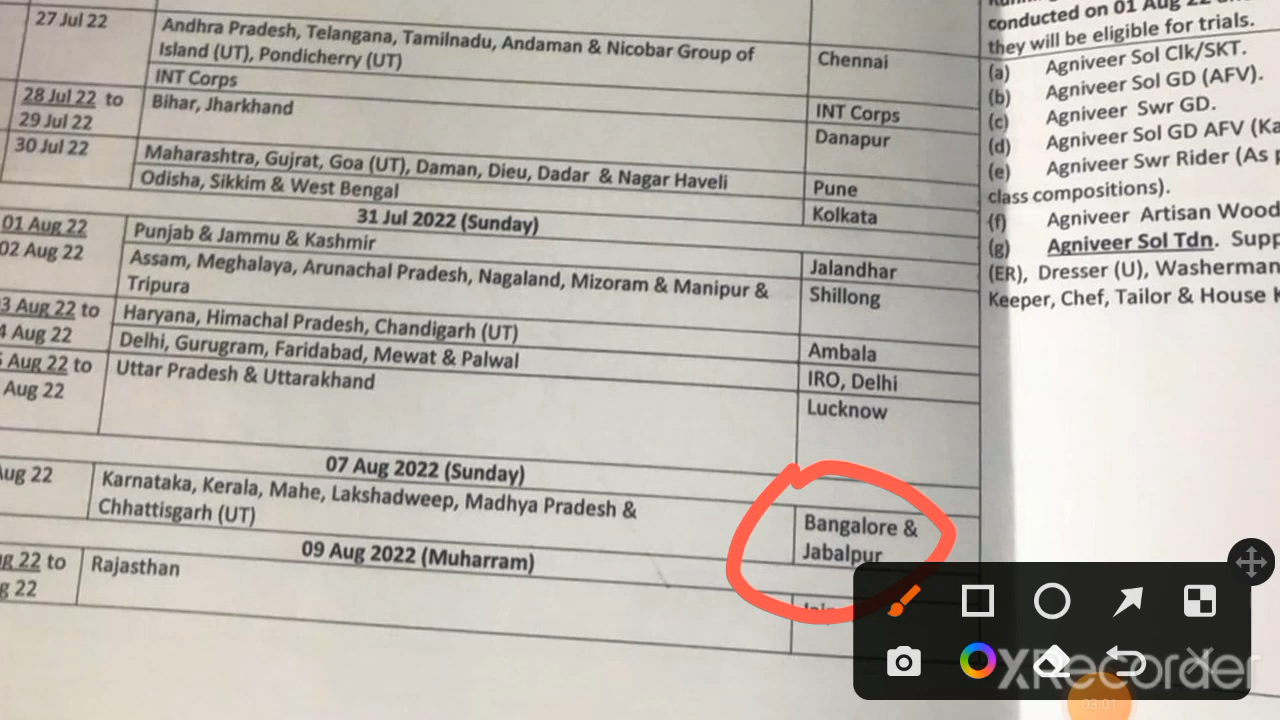 27 Jul 22
Andhra Pradesh, Telangana, Tamilnadu, Andaman & Nicobar Group of
Island (UT), Pondicherry (UT)
Chennai
INT Corps
INT Corps
28 Jul 22 to
29 Jul 22
Bihar, Jharkhand
Danapur
30 Jul 22
Maharashtra, Gujrat, Goa (UT), Daman, Dieu, Dadar & Nagar Haveli
Pune
Odisha, Sikkim & West Bengal
Kolkata
31 Jul 2022 (Sunday)
01 Aug 22
Punjab & Jammu & Kashmir
Jalandhar
02 Aug 22
Assam, Meghalaya, Arunachal Pradesh, Nagaland, Mizoram & Manipur &
Tripura
Shillong
3 Aug 22 to
4 Aug 22
Haryana, Himachal Pradesh, Chandigarh (UT)
Ambala
Delhi, Gurugram, Faridabad, Mewat & Palwal
IRO, Delhi
Aug 22 to
Aug 22
Uttar Pradesh & Uttarakhand
Lucknow
07 Aug 2022 (Sunday)
Aug 22
Karnataka, Kerala, Mahe, Lakshadweep, Madhya Pradesh &
Chhattisgarh (UT)
Bangalore &
Jabalpur
09 Aug 2022 (Muharram)
22 to
22
Rajasthan
conducted on 01 Aug 22
they will be eligible for trials.
(a) Agniveer Sol Clk/SKT.
(b) Agniveer Sol GD (AFV).
(c) Agniveer Swr GD.
(d) Agniveer Sol GD AFV
(e) Agniveer Swr Rider (As
class compositions).
(f) Agniveer Artisan Wood
(g) Agniveer Sol Tdn. Supp
(ER), Dresser (U), Washerman
Keeper, Chef, Tailor & House
XRecorder
03:01